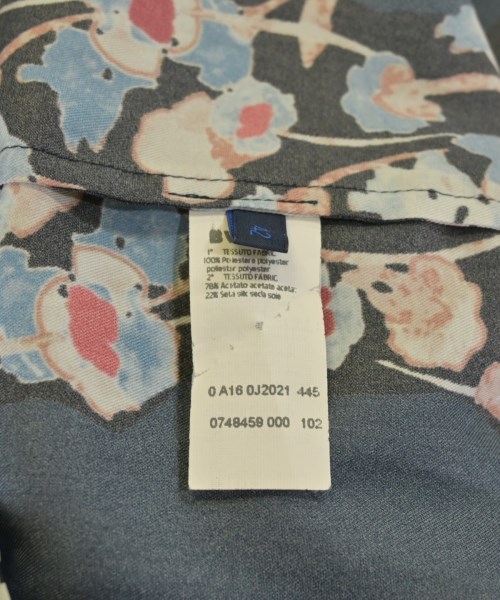 1° TESSUTO FABRIC
100% Poliestere polyester
poliester polyester
2° TESSUTO FABRIC
78% Acetato acetate aceta
22% Seta silk seda soie
0 A16 0J2021 445
0748459 000 102